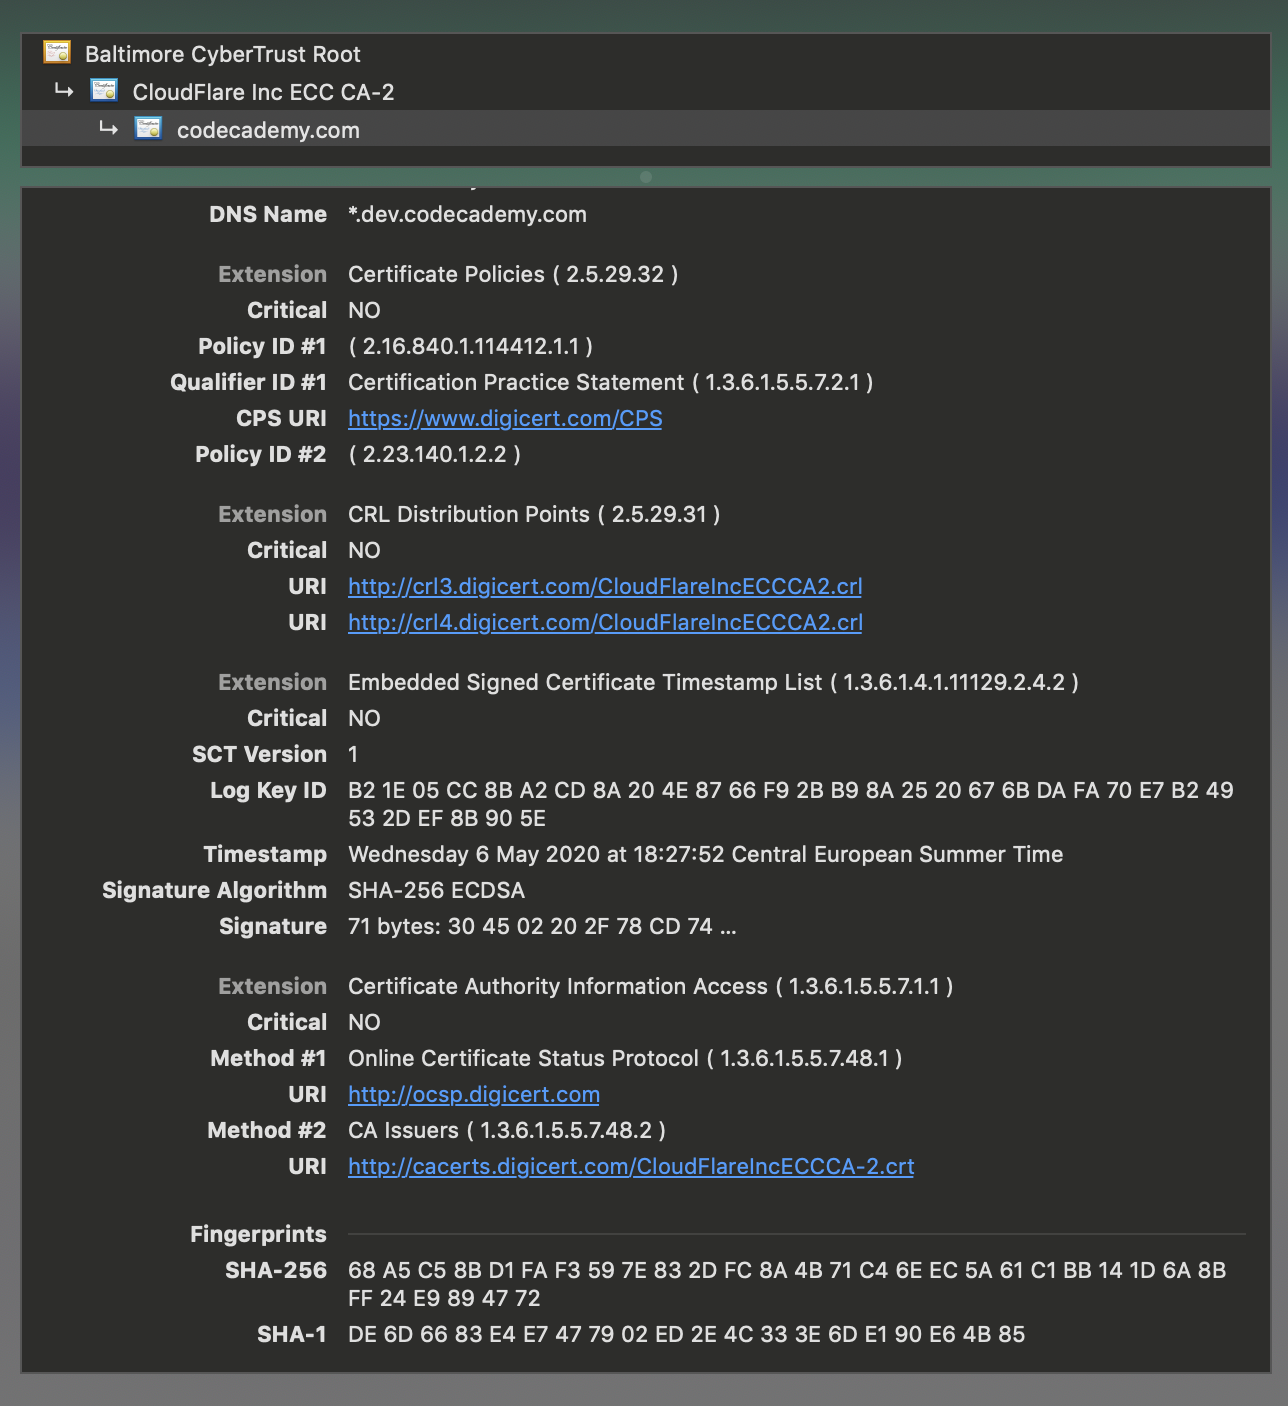 Baltimore CyberTrust Root
↳ CloudFlare Inc ECC CA-2
↳ codecademy.com
DNS Name *.dev.codecademy.com
Extension Certificate Policies ( 2.5.29.32 )
Critical NO
Policy ID #1 ( 2.16.840.1.114412.1.1 )
Qualifier ID #1 Certification Practice Statement ( 1.3.6.1.5.5.7.2.1 )
CPS URI https://www.digicert.com/CPS
Policy ID #2 ( 2.23.140.1.2.2 )
Extension CRL Distribution Points ( 2.5.29.31 )
Critical NO
URI http://crl3.digicert.com/CloudFlareIncECCCA2.crl
URI http://crl4.digicert.com/CloudFlareIncECCCA2.crl
Extension Embedded Signed Certificate Timestamp List ( 1.3.6.1.4.1.11129.2.4.2 )
Critical NO
SCT Version 1
Log Key ID B2 1E 05 CC 8B A2 CD 8A 20 4E 87 66 F9 2B B9 8A 25 20 67 6B DA FA 70 E7 B2 49
53 2D EF 8B 90 5E
Timestamp Wednesday 6 May 2020 at 18:27:52 Central European Summer Time
Signature Algorithm SHA-256 ECDSA
Signature 71 bytes: 30 45 02 20 2F 78 CD 74 ...
Extension Certificate Authority Information Access ( 1.3.6.1.5.5.7.1.1 )
Critical NO
Method #1 Online Certificate Status Protocol ( 1.3.6.1.5.5.7.48.1 )
URI http://ocsp.digicert.com
Method #2 CA Issuers ( 1.3.6.1.5.5.7.48.2 )
URI http://cacerts.digicert.com/CloudFlareIncECCCA-2.crt
Fingerprints
SHA-256 68 A5 C5 8B D1 FA F3 59 7E 83 2D FC 8A 4B 71 C4 6E EC 5A 61 C1 BB 14 1D 6A 8B
FF 24 E9 89 47 72
SHA-1 DE 6D 66 83 E4 E7 47 79 02 ED 2E 4C 33 3E 6D E1 90 E6 4B 85